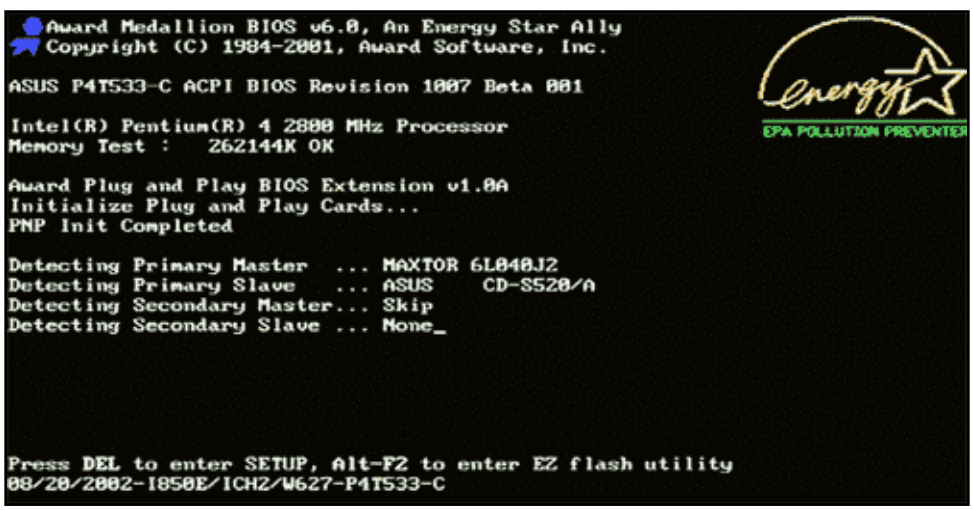 Award Medallion BIOS v6.0, An Energy Star Ally
Copyright (C) 1984-2001, Award Software, Inc.
energy
EPA POLLUTION PREVENTER
ASUS P4T533-C ACPI BIOS Revision 1007 Beta 001
Intel(R) Pentium(R) 4 2800 MHz Processor
Memory Test :   262144K OK
Award Plug and Play BIOS Extension v1.0A
Initialize Plug and Play Cards...
PNP Init Completed
Detecting Primary Master   ... MAXTOR 6L040J2
Detecting Primary Slave    ... ASUS    CD-S520/A
Detecting Secondary Master... Skip
Detecting Secondary Slave ... None_
Press DEL to enter SETUP, Alt-F2 to enter EZ flash utility
08/20/2002-I850E/ICH2/W627-P4T533-C